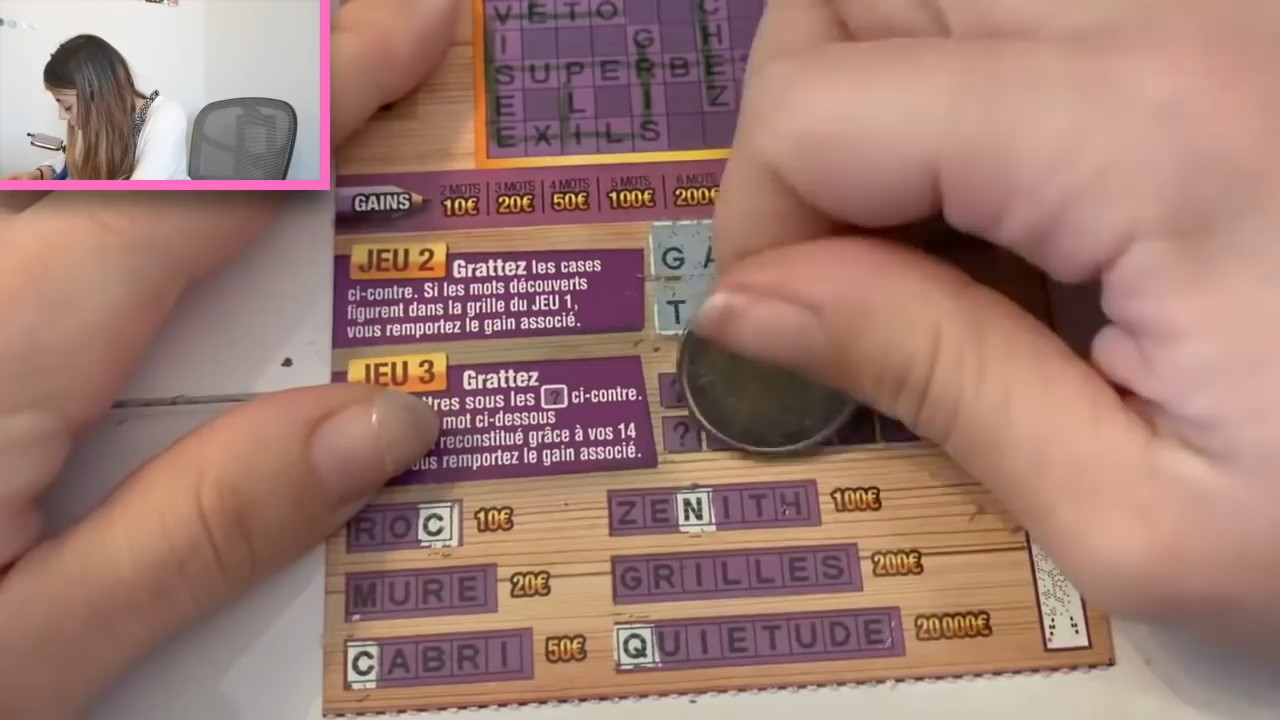 VETO
G
SUPERBE
EXILS
CHEZ
GAINS
2 MOTS 3 MOTS 4 MOTS 5 MOTS 6 MOTS
10€ 20€ 50€ 100€ 200€
JEU 2 Grattez les cases
ci-contre. Si les mots découverts
figurent dans la grille du JEU 1,
vous remportez le gain associé.
G A
T
JEU 3 Grattez
sous les ? ci-contre.
mot ci-dessous
reconstitué grâce à vos 14
remportez le gain associé.
?
?
ROC 10€
MURE 20€
CABRI 50€
ZENITH 100€
GRILLES 200€
QUIETUDE 20000€